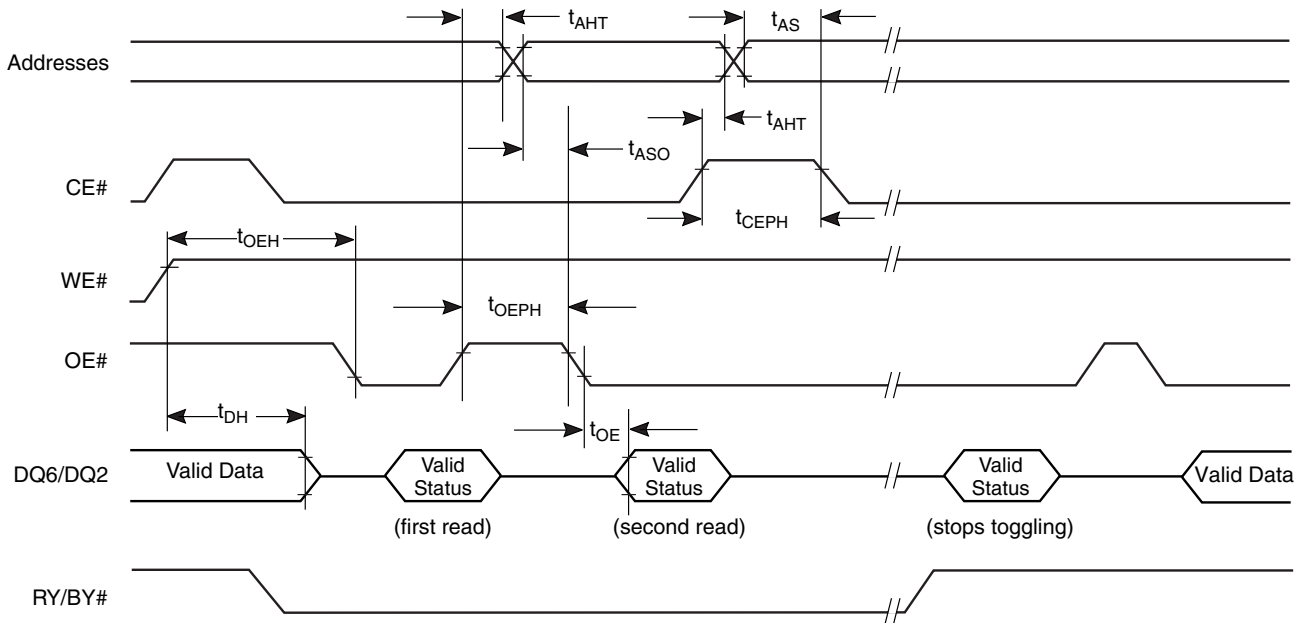 tAHT
tAS
Addresses
tAHT
tASO
CE#
tCEPH
tOEH
WE#
tOEPH
OE#
tDH
tOE
DQ6/DQ2
Valid Data
Valid
Status
Valid
Status
Valid
Status
Valid Data
(first read)
(second read)
(stops toggling)
RY/BY#